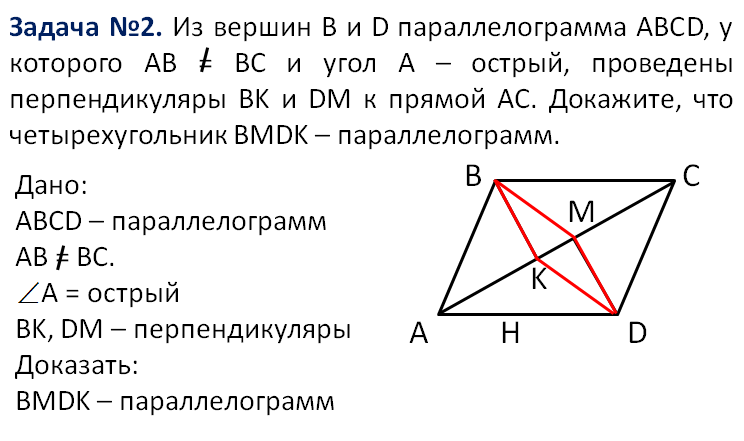 Задача №2. Из вершин B и D параллелограмма ABCD, у
которого AB ≠ BC и угол A – острый, проведены
перпендикуляры BK и DM к прямой AC. Докажите, что
четырехугольник BMDK – параллелограмм.
Дано:
ABCD – параллелограмм
AB ≠ BC.
∠A = острый
BK, DM – перпендикуляры
Доказать:
BMDK – параллелограмм
B C
M
K
A H D